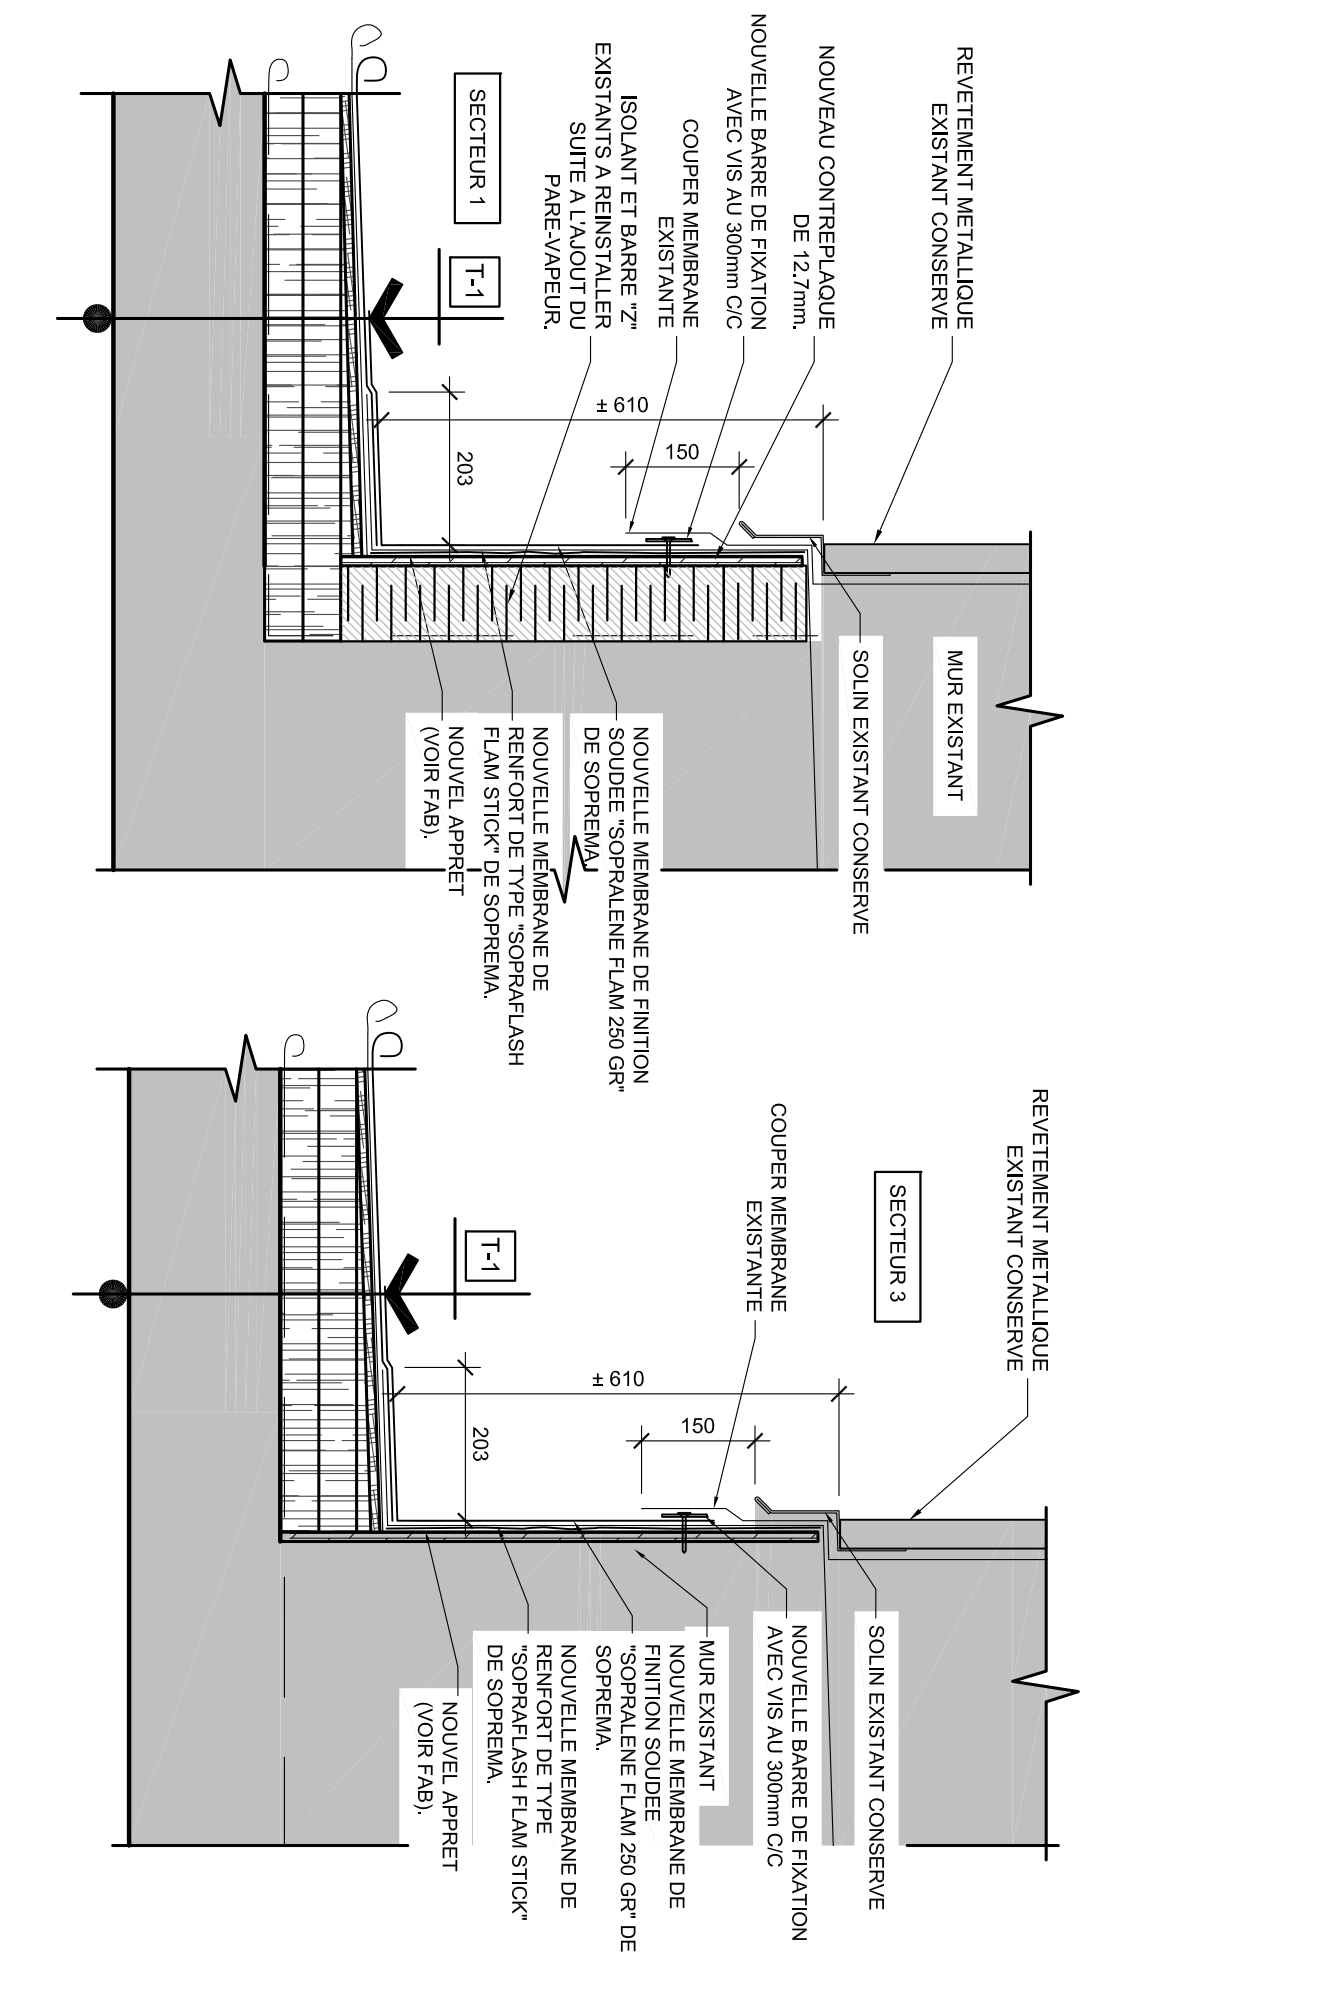 REVETEMENT METALLIQUE
EXISTANT CONSERVE
NOUVEAU CONTREPLAQUE
DE 12.7mm.
NOUVELLE BARRE DE FIXATION
AVEC VIS AU 300mm C/C
COUPER MEMBRANE
EXISTANTE
ISOLANT ET BARRE "Z"
EXISTANTS A REINSTALLER
SUITE A L'AJOUT DU
PARE-VAPEUR.
SECTEUR 1
T-1
± 610
150
203
MUR EXISTANT
SOLIN EXISTANT CONSERVE
NOUVELLE MEMBRANE DE FINITION
SOUDEE "SOPRALENE FLAM 250 GR"
DE SOPREMA.
NOUVELLE MEMBRANE DE
RENFORT DE TYPE "SOPRAFLASH
FLAM STICK" DE SOPREMA.
NOUVEL APPRET
(VOIR FAB).
REVETEMENT METALLIQUE
EXISTANT CONSERVE
SECTEUR 3
COUPER MEMBRANE
EXISTANTE
T-1
± 610
150
203
SOLIN EXISTANT CONSERVE
NOUVELLE BARRE DE FIXATION
AVEC VIS AU 300mm C/C
MUR EXISTANT
NOUVELLE MEMBRANE DE
FINITION SOUDEE
"SOPRALENE FLAM 250 GR" DE
SOPREMA.
NOUVELLE MEMBRANE DE
RENFORT DE TYPE
"SOPRAFLASH FLAM STICK"
DE SOPREMA.
NOUVEL APPRET
(VOIR FAB).